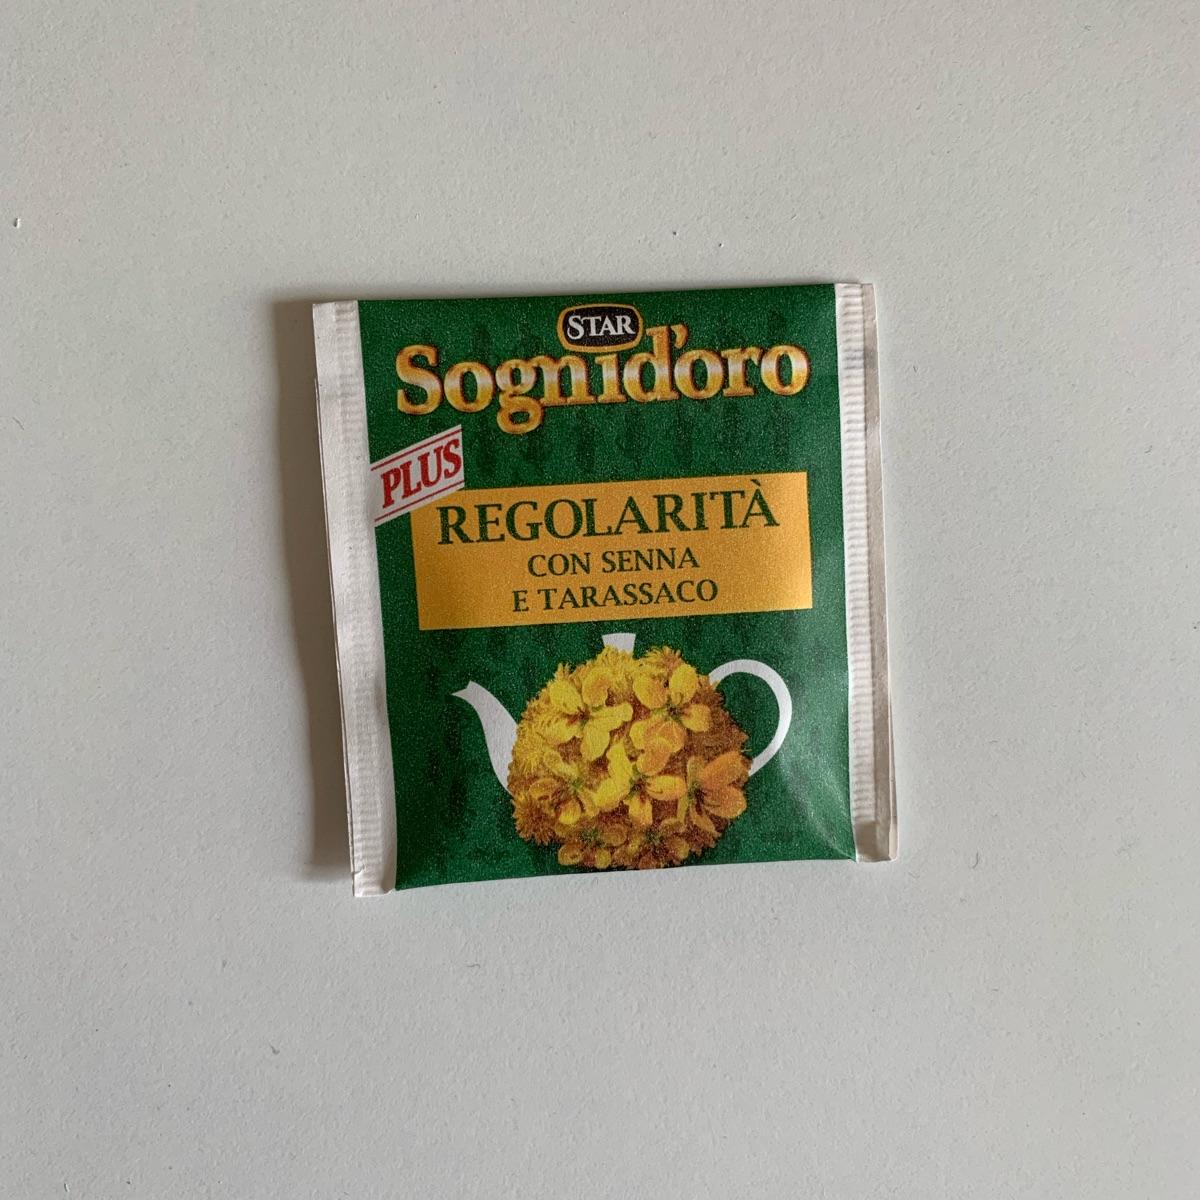 STAR
Sognid'oro
PLUS
REGOLARITÀ
CON SENNA
E TARASSACO